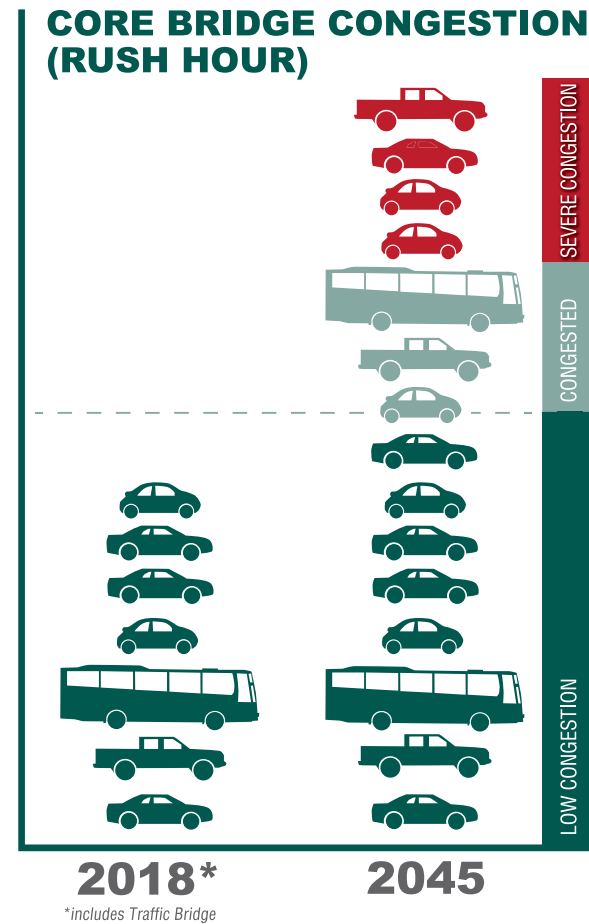 CORE BRIDGE CONGESTION
(RUSH HOUR)
SEVERE CONGESTION
CONGESTED
LOW CONGESTION
2018*
2045
*includes Traffic Bridge